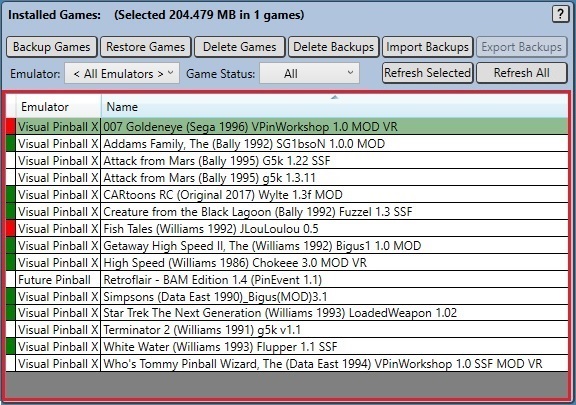 Installed Games: (Selected 204.479 MB in 1 games) ?
Backup Games Restore Games Delete Games Delete Backups Import Backups Export Backups
Emulator: < All Emulators > Game Status: All Refresh Selected Refresh All
Emulator Name
Visual Pinball X 007 Goldeneye (Sega 1996) VPinWorkshop 1.0 MOD VR
Visual Pinball X Addams Family, The (Bally 1992) SG1bsoN 1.0.0 MOD
Visual Pinball X Attack from Mars (Bally 1995) G5k 1.22 SSF
Visual Pinball X Attack from Mars (Bally 1995) g5k 1.3.11
Visual Pinball X CARtoons RC (Original 2017) Wylte 1.3f MOD
Visual Pinball X Creature from the Black Lagoon (Bally 1992) Fuzzel 1.3 SSF
Visual Pinball X Fish Tales (Williams 1992) JLouLoulou 0.5
Visual Pinball X Getaway High Speed II, The (Williams 1992) Bigus1 1.0 MOD
Visual Pinball X High Speed (Williams 1986) Chokeee 3.0 MOD VR
Future Pinball Retroflair - BAM Edition 1.4 (PinEvent 1.1)
Visual Pinball X Simpsons (Data East 1990)_Bigus(MOD)3.1
Visual Pinball X Star Trek The Next Generation (Williams 1993) LoadedWeapon 1.02
Visual Pinball X Terminator 2 (Williams 1991) g5k v1.1
Visual Pinball X White Water (Williams 1993) Flupper 1.1 SSF
Visual Pinball X Who's Tommy Pinball Wizard, The (Data East 1994) VPinWorkshop 1.0 SSF MOD VR